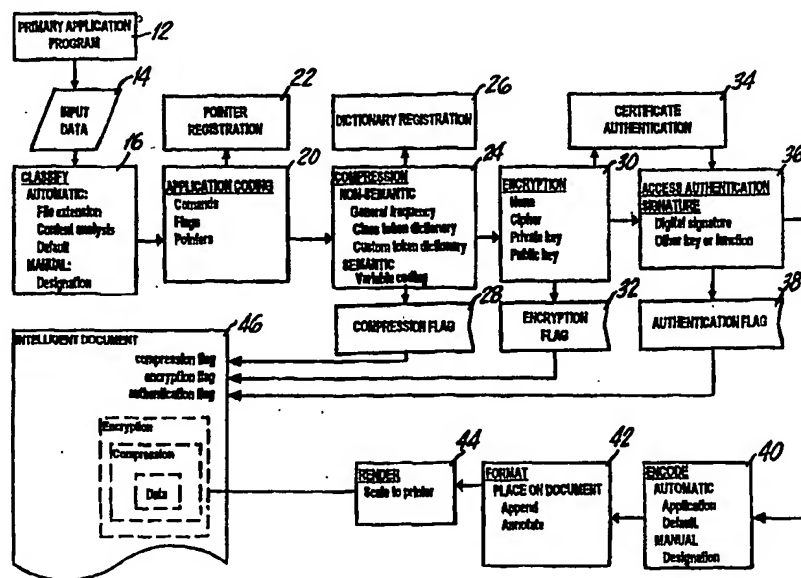 PRIMARY APPLICATION
PROGRAM
12
14
INPUT
DATA
22
POINTER
REGISTRATION
26
DICTIONARY REGISTRATION
34
CERTIFICATE
AUTHENTICATION
16
CLASSIFY
AUTOMATIC:
File extension
Content analysis
Default
MANUAL:
Designation
20
APPLICATION CODING
Comands
Flags
Pointers
24
COMPRESSION
NON-SEMANTIC
General frequency
Class token dictionary
Custom token dictionary
SEMANTIC
Variable coding
30
ENCRYPTION
None
Cipher
Private key
Public key
36
ACCESS AUTHENTICATION
SIGNATURE
Digital signature
Other key or function
28
COMPRESSION FLAG
32
ENCRYPTION
FLAG
38
AUTHENTICATION FLAG
46
INTELLIGENT DOCUMENT
compression flag
encryption flag
authentication flag
Encryption
Compression
Data
44
RENDER
Scale to printer
42
FORMAT
PLACE ON DOCUMENT
Append
Annotate
40
ENCODE
AUTOMATIC
Application
Default.
MANUAL
Designation